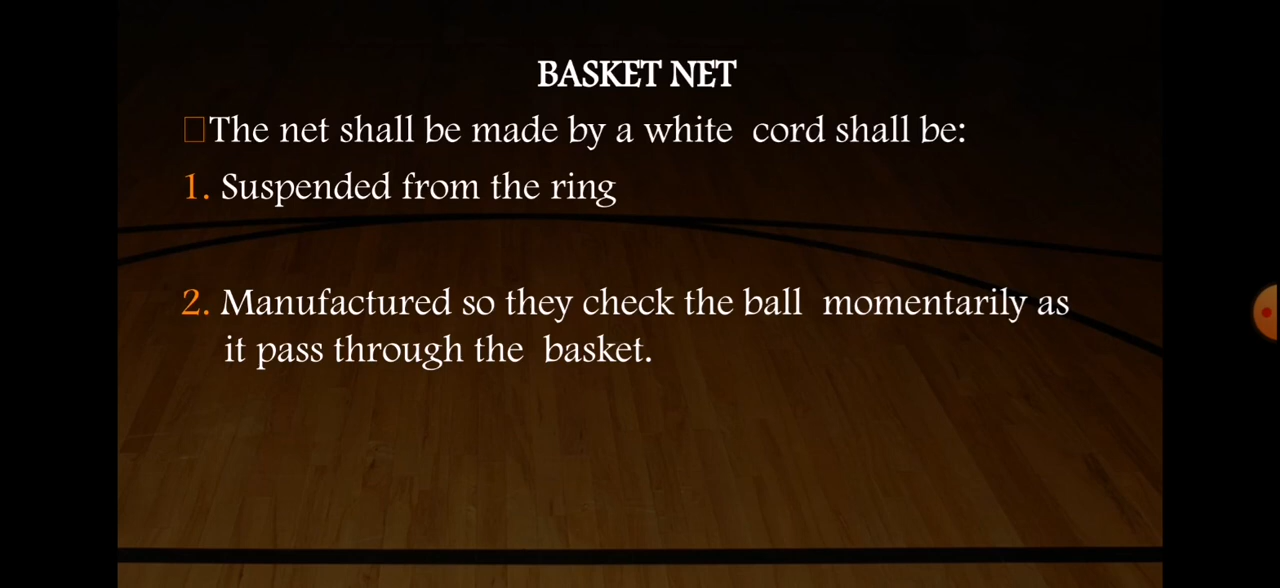 BASKET NET
The net shall be made by a white cord shall be:
1. Suspended from the ring
2. Manufactured so they check the ball momentarily as
it pass through the basket.